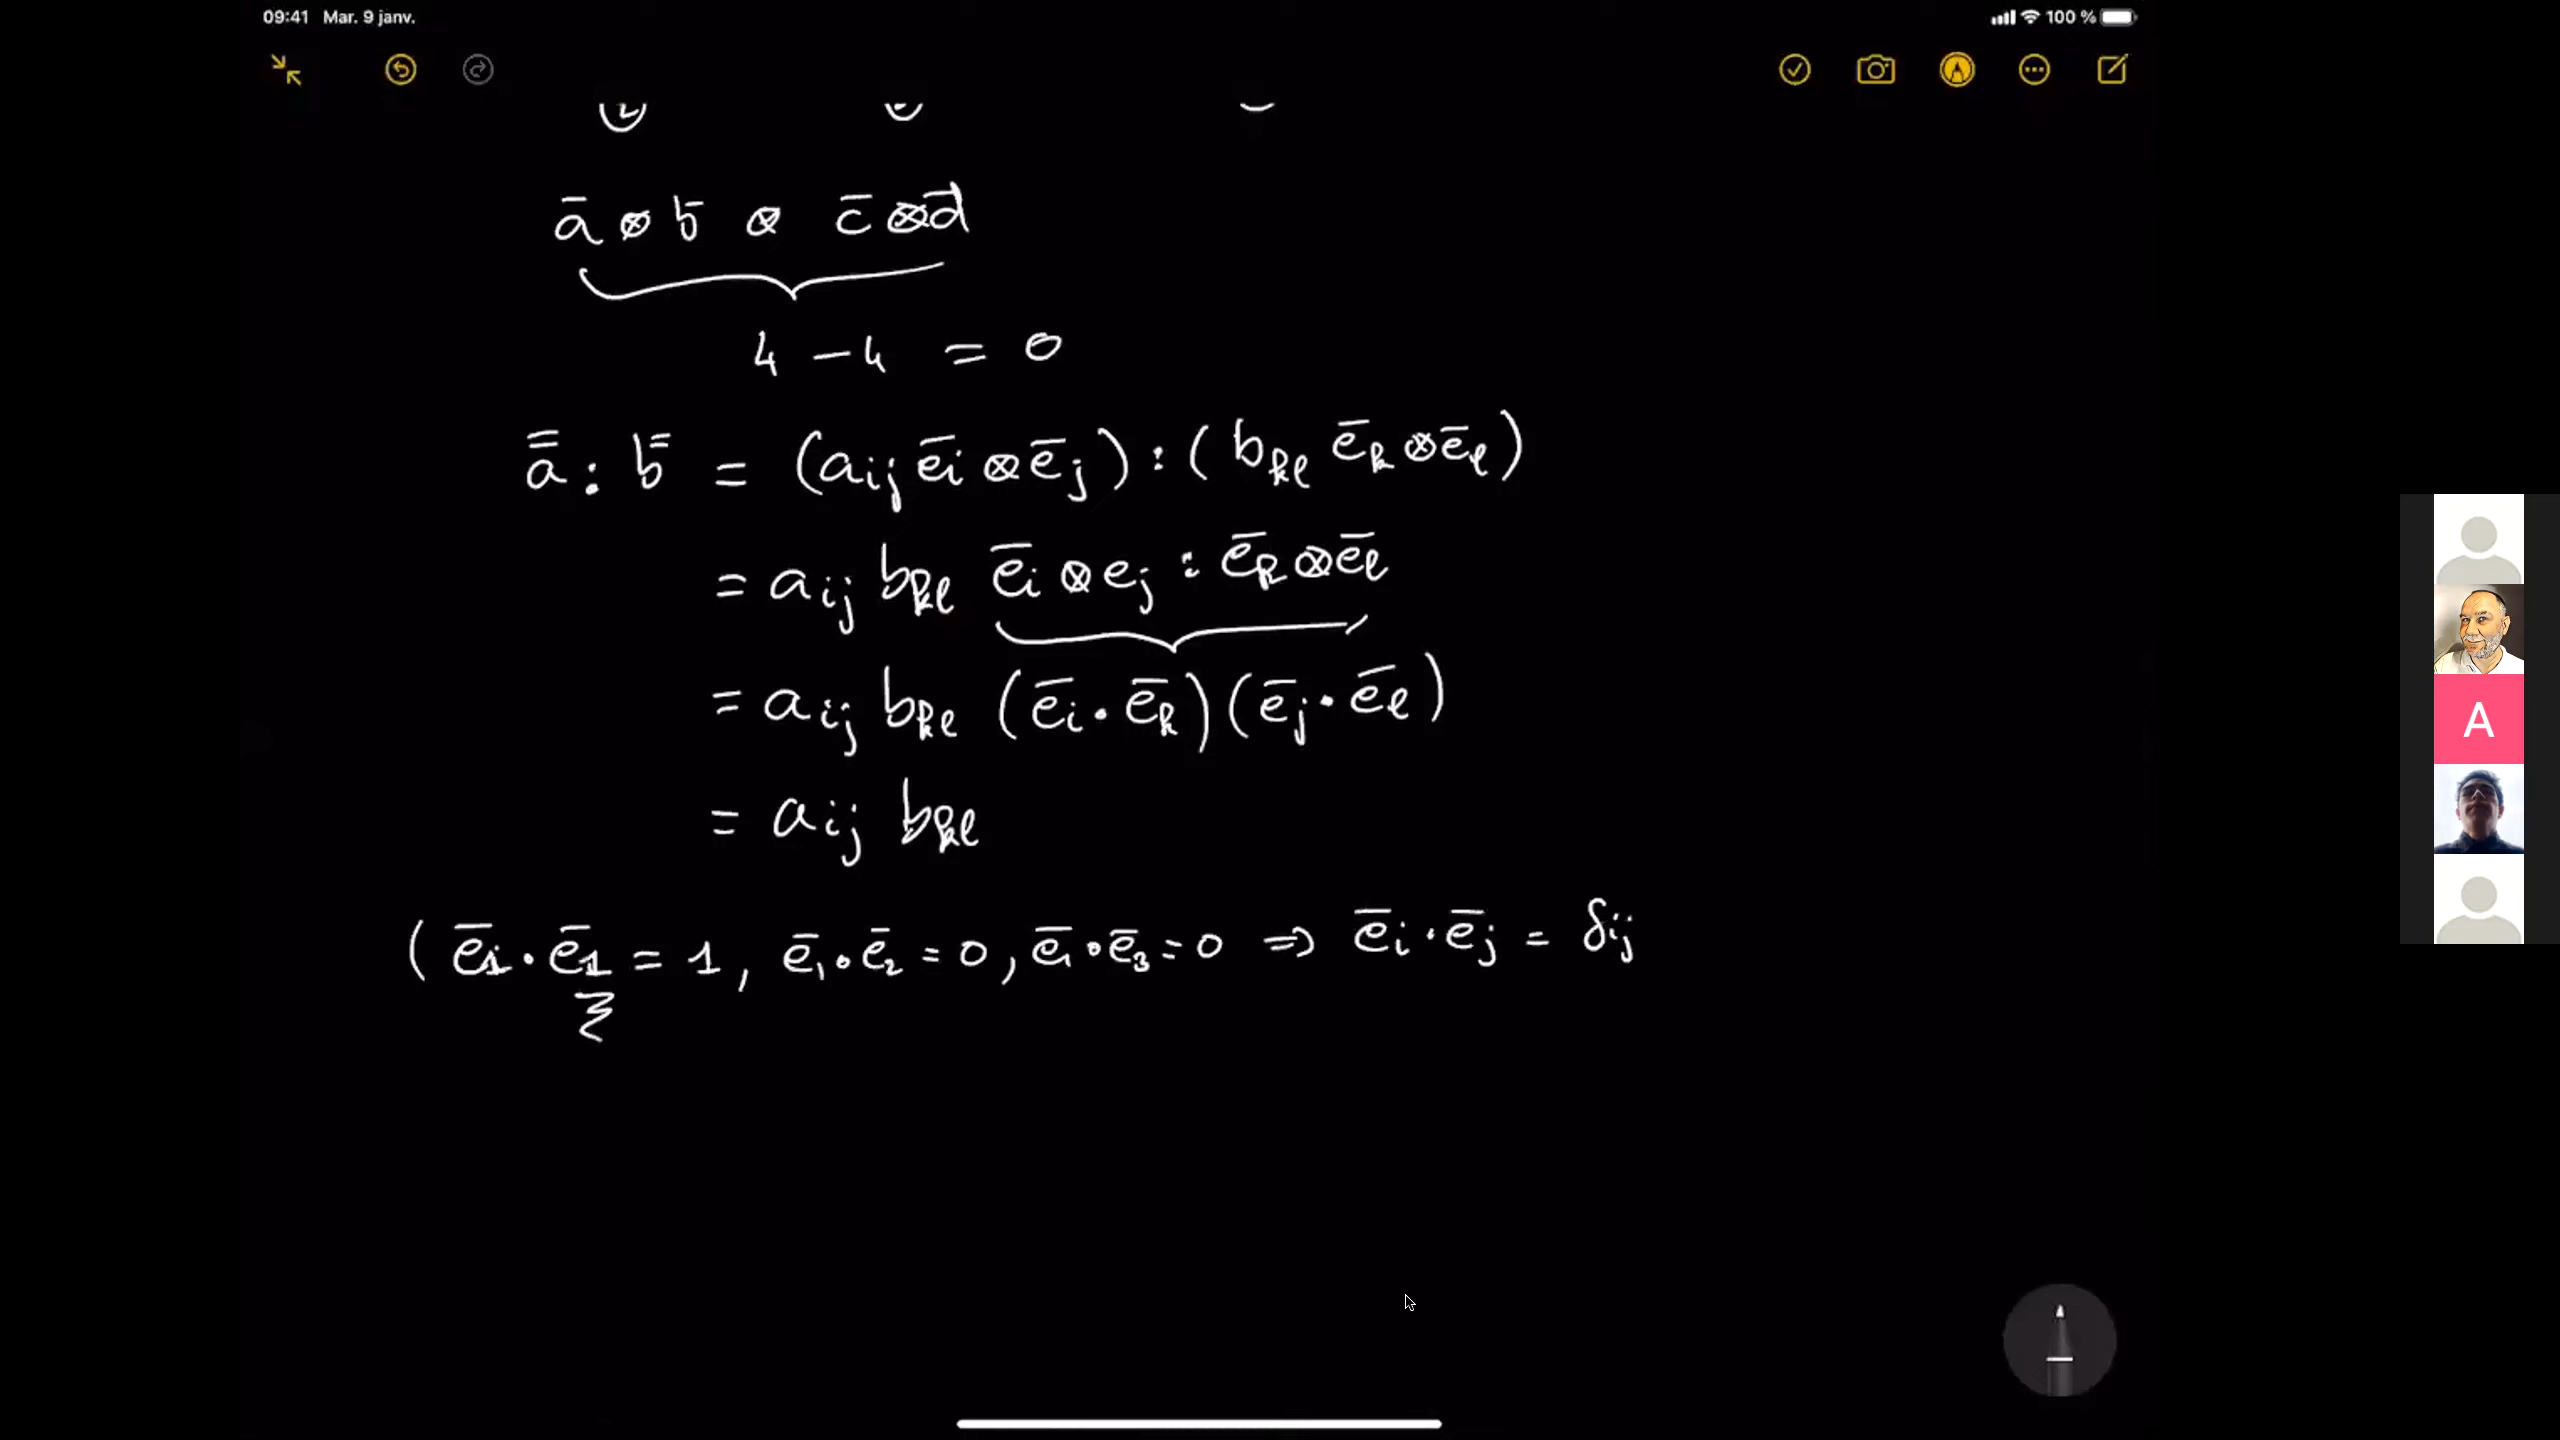 09:41 Mar. 9 janv. 100 %
ā ⊗ b̄ ⊗ c̄ ⊗ d̄
4 − 4 = 0
a̿ : b̿ = (aᵢⱼ ēᵢ ⊗ ēⱼ) : (bₖₗ ēₖ ⊗ ēₗ)
= aᵢⱼ bₖₗ ēᵢ ⊗ eⱼ : ēₖ ⊗ ēₗ
= aᵢⱼ bₖₗ (ēᵢ · ēₖ)(ēⱼ · ēₗ)
A
= aᵢⱼ bₖₗ
( ē₁ · ē₁ = 1, ē₁ · ē₂ = 0, ē₁ · ē₃ = 0 ⇒ ēᵢ · ēⱼ = δᵢⱼ